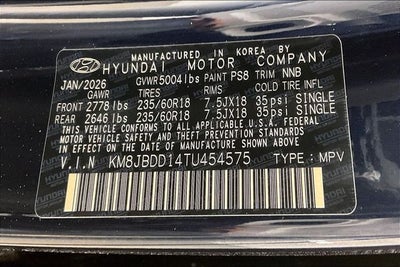 MANUFACTURED IN KOREA BY
HYUNDAI MOTOR COMPANY
JAN/2026 GVWR 5004 lbs PAINT PS8 TRIM NNB
GAWR TIRES RIMS COLD TIRE INFL
FRONT 2778 lbs 235/60R18 7.5JX18 35psi SINGLE
REAR 2646 lbs 235/60R18 7.5JX18 35psi SINGLE
THIS VEHICLE CONFORMS TO ALL APPLICABLE
FEDERAL MOTOR VEHICLE SAFETY AND
THEFT PREVENTION STANDARDS IN EFFECT ON
THE DATE OF MANUFACTURE SHOWN ABOVE
V.I.N KM8JBDD14TU454575 TYPE: MPV